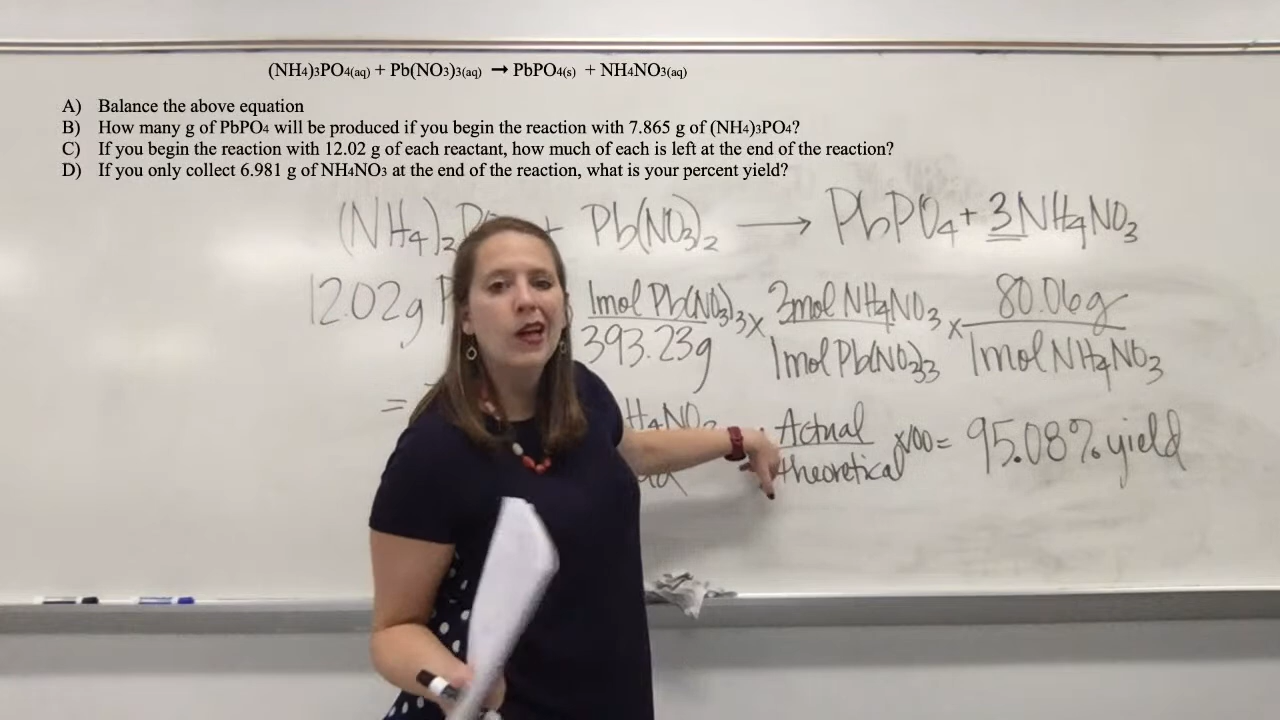 (NH4)3PO4(aq) + Pb(NO3)3(aq) → PbPO4(s) + NH4NO3(aq)
A) Balance the above equation
B) How many g of PbPO4 will be produced if you begin the reaction with 7.865 g of (NH4)3PO4?
C) If you begin the reaction with 12.02 g of each reactant, how much of each is left at the end of the reaction?
D) If you only collect 6.981 g of NH4NO3 at the end of the reaction, what is your percent yield?
(NH4)3P + Pb(NO3)2 → PbPO4 + 3NH4NO3
12.02g P 1mol Pb(NO3)3 x 3mol NH4NO3 x 80.06g
393.23g 1mol Pb(NO3)3 1mol NH4NO3
= H4NO3 Actual x100 = 95.08% yield
theoretical